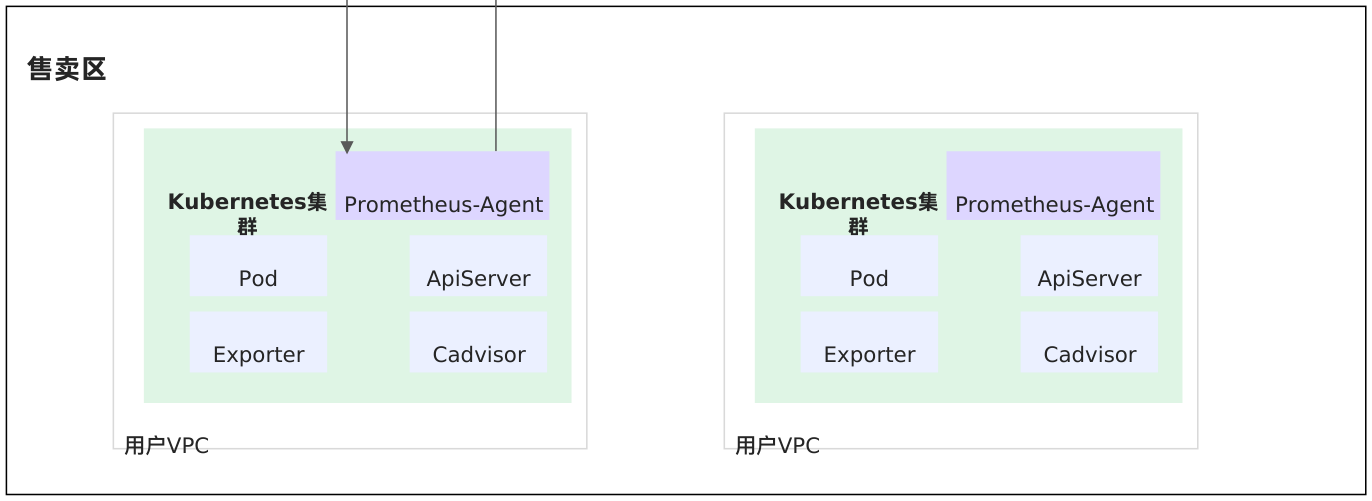 售卖区
Kubernetes集
群
Prometheus-Agent
Pod
ApiServer
Exporter
Cadvisor
用户VPC
Kubernetes集
群
Prometheus-Agent
Pod
ApiServer
Exporter
Cadvisor
用户VPC